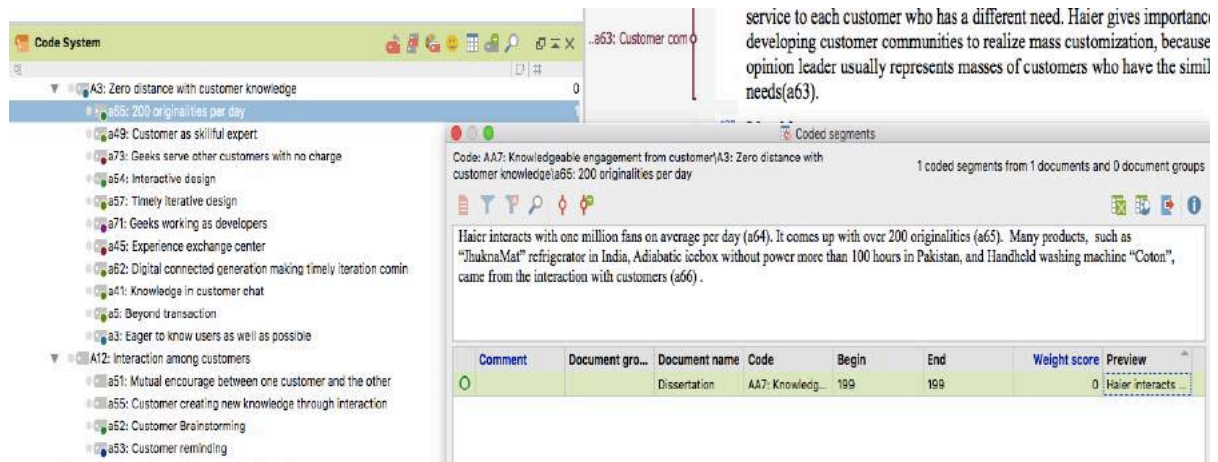 Code System
A3: Zero distance with customer knowledge 0
a65: 200 originalities per day
a49: Customer as skillful expert
a73: Geeks serve other customers with no charge
a54: Interactive design
a57: Timely Iterative design
a71: Geeks working as developers
a45: Experience exchange center
a62: Digital connected generation making timely iteration comin
a41: Knowledge in customer chat
a5: Beyond transaction
a3: Eager to know users as well as possible
A12: Interaction among customers
a51: Mutual encourage between one customer and the other
a55: Customer creating new knowledge through interaction
a52: Customer Brainstorming
a53: Customer reminding
..a63: Customer com
service to each customer who has a different need. Haier gives importance
developing customer communities to realize mass customization, because
opinion leader usually represents masses of customers who have the simil
needs(a63).
Coded segments
Code: AA7: Knowledgeable engagement from customer\A3: Zero distance with
customer knowledge\a65: 200 originalities per day
1 coded segments from 1 documents and 0 document groups
Haier interacts with one million fans on average per day (a64). It comes up with over 200 originalities (a65). Many products, such as
“JhuknaMat” refrigerator in India, Adiabatic icebox without power more than 100 hours in Pakistan, and Handheld washing machine “Coton”,
came from the interaction with customers (a66) .
Comment Document gro... Document name Code Begin End Weight score Preview
Dissertation AA7: Knowledg... 199 199 0 Haier interacts ...